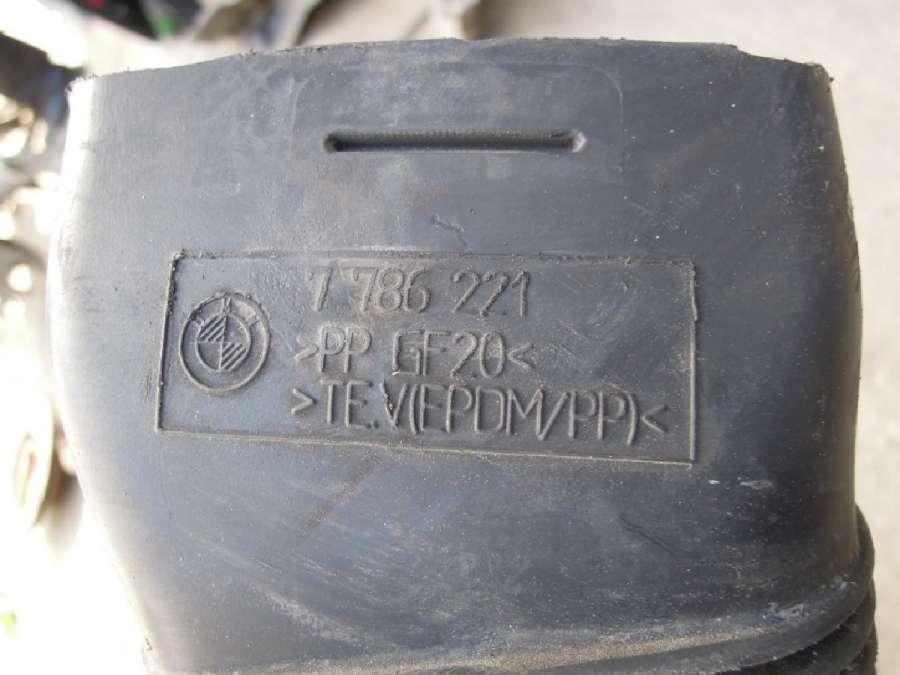 7 786 221
>PP GF20<
>TE.V(EPDM/PP)<